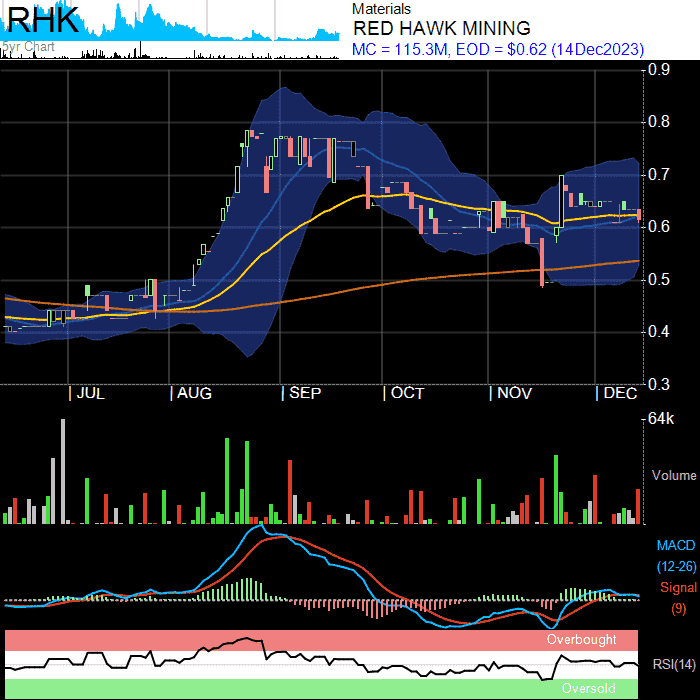 RHK
5yr Chart
Materials
RED HAWK MINING
MC = 115.3M, EOD = $0.62 (14Dec2023)
0.9
0.8
0.7
0.6
0.5
0.4
0.3
| JUL | AUG | SEP | OCT | NOV | DEC
64k
Volume
MACD
(12-26)
Signal
(9)
Overbought
RSI(14)
Oversold